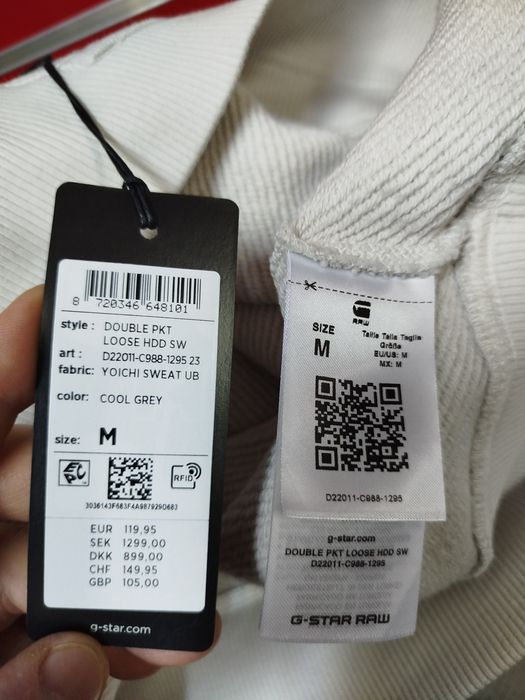 8 720346 648101
style : DOUBLE PKT
LOOSE HDD SW
art : D22011-C988-1295 23
fabric: YOICHI SWEAT UB
color: COOL GREY
size: M
RFID
3036143F683F4A987929D683
EUR 119,95
SEK 1299,00
DKK 899,00
CHF 149,95
GBP 105,00
g-star.com
RAW
SIZE
M
Taille Talla Taglia
Größe
EU/US: M
MX: M
D22011-C988-1295
g-star.com
DOUBLE PKT LOOSE HDD SW
D22011-C988-1295
G-STAR RAW